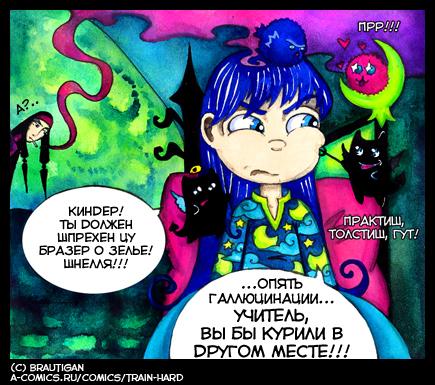 ПРР!!!
А?..
КИНДЕР!
ТЫ DОЛЖЕН
ШПРЕХЕН ЦУ
БРАЗЕР О ЗЕЛЬЕ!
ШНЕЛЛЯ!!!
ПРАКТИШ,
ТОЛСТИШ, ГУТ!
...ОПЯТЬ
ГАЛЛЮЦИНАЦИИ...
УЧИТЕЛЬ,
ВЫ БЫ КУРИЛИ В
DРУГОМ МЕСТЕ!!!
(C) BRAUTIGAN
A-COMICS.RU/COMICS/TRAIN-HARD